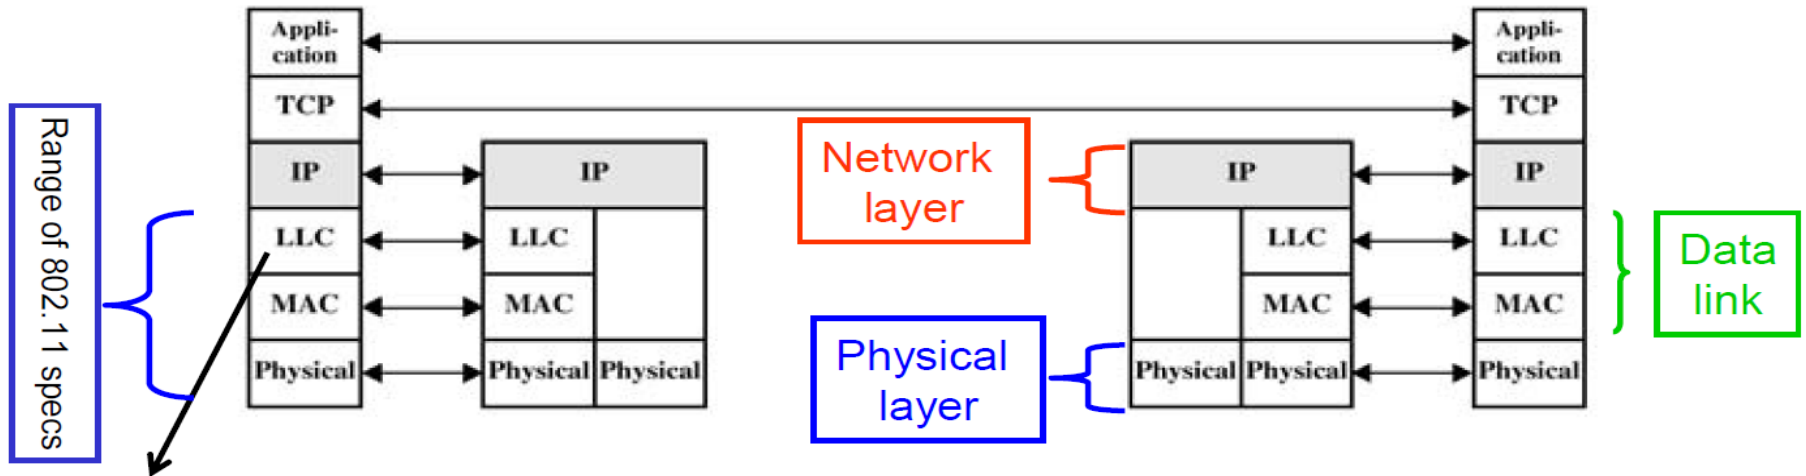 Range of 802.11 specs
Appli-
cation
TCP
IP
LLC
MAC
Physical
IP
LLC
MAC
Physical
Physical
Network
layer
Physical
layer
IP
LLC
MAC
Physical
Physical
Appli-
cation
TCP
IP
LLC
MAC
Physical
Data
link